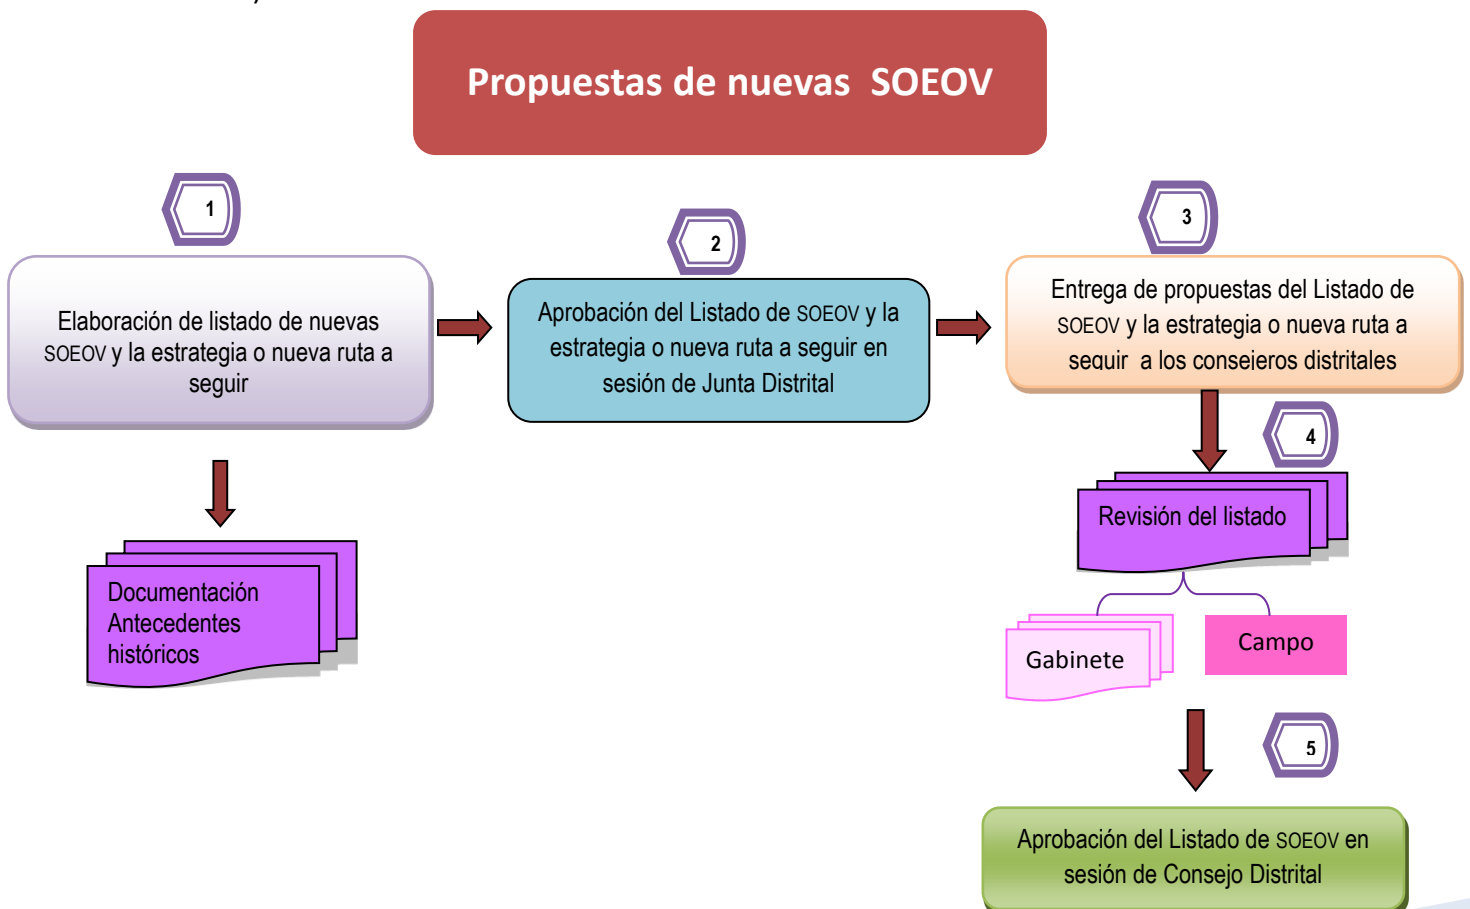 Propuestas de nuevas SOEOV
1
Elaboración de listado de nuevas
SOEOV y la estrategia o nueva ruta a
seguir
Documentación
Antecedentes
históricos
2
Aprobación del Listado de SOEOV y la
estrategia o nueva ruta a seguir en
sesión de Junta Distrital
3
Entrega de propuestas del Listado de
SOEOV y la estrategia o nueva ruta a
seguir a los consejeros distritales
4
Revisión del listado
Gabinete
Campo
5
Aprobación del Listado de SOEOV en
sesión de Consejo Distrital